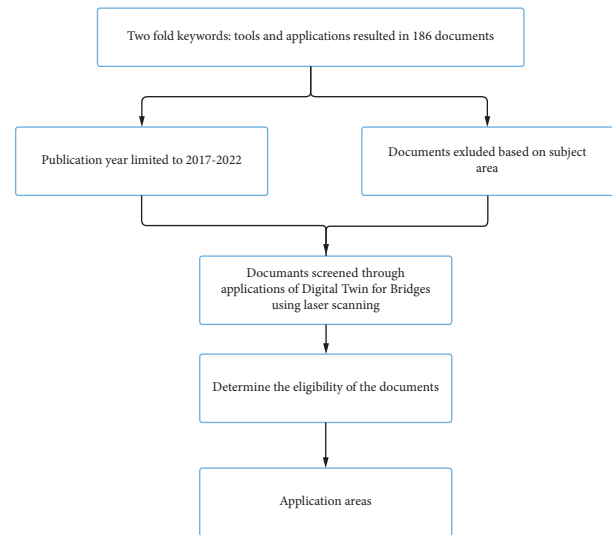 Two fold keywords: tools and applications resulted in 186 documents
Publication year limited to 2017-2022
Documents exluded based on subject
area
Documants screened through
applications of Digital Twin for Bridges
using laser scanning
Determine the eligibility of the documents
Application areas